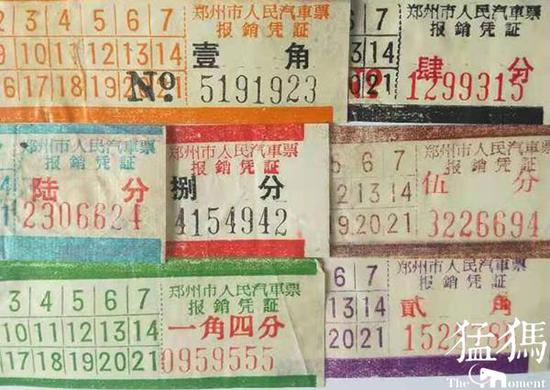 2 3 4 5 6 7
9 10 11 12 13 14
16 17 18 19 20 21
郑州市人民汽車票
报銷凭証
壹角
No 5191923
6 7
13 14
20 21
郑州市人民汽車票
报銷凭証
肆分
1299315
郑州市人民汽車票
报銷凭証
陆分
2306624
郑州市人民汽車票
报銷凭証
捌分
4154942
5 6 7
12 13 14
19 20 21
郑州市人民汽車票
报銷凭証
伍分
3226694
3 4 5 6 7
10 11 12 13 14
17 18 19 20 21
郑州市人民汽車票
报銷凭証
一角四分
0959555
6 7
13 14
20 21
郑州市人民汽車票
报銷凭証
貳角
猛獁
The Moment